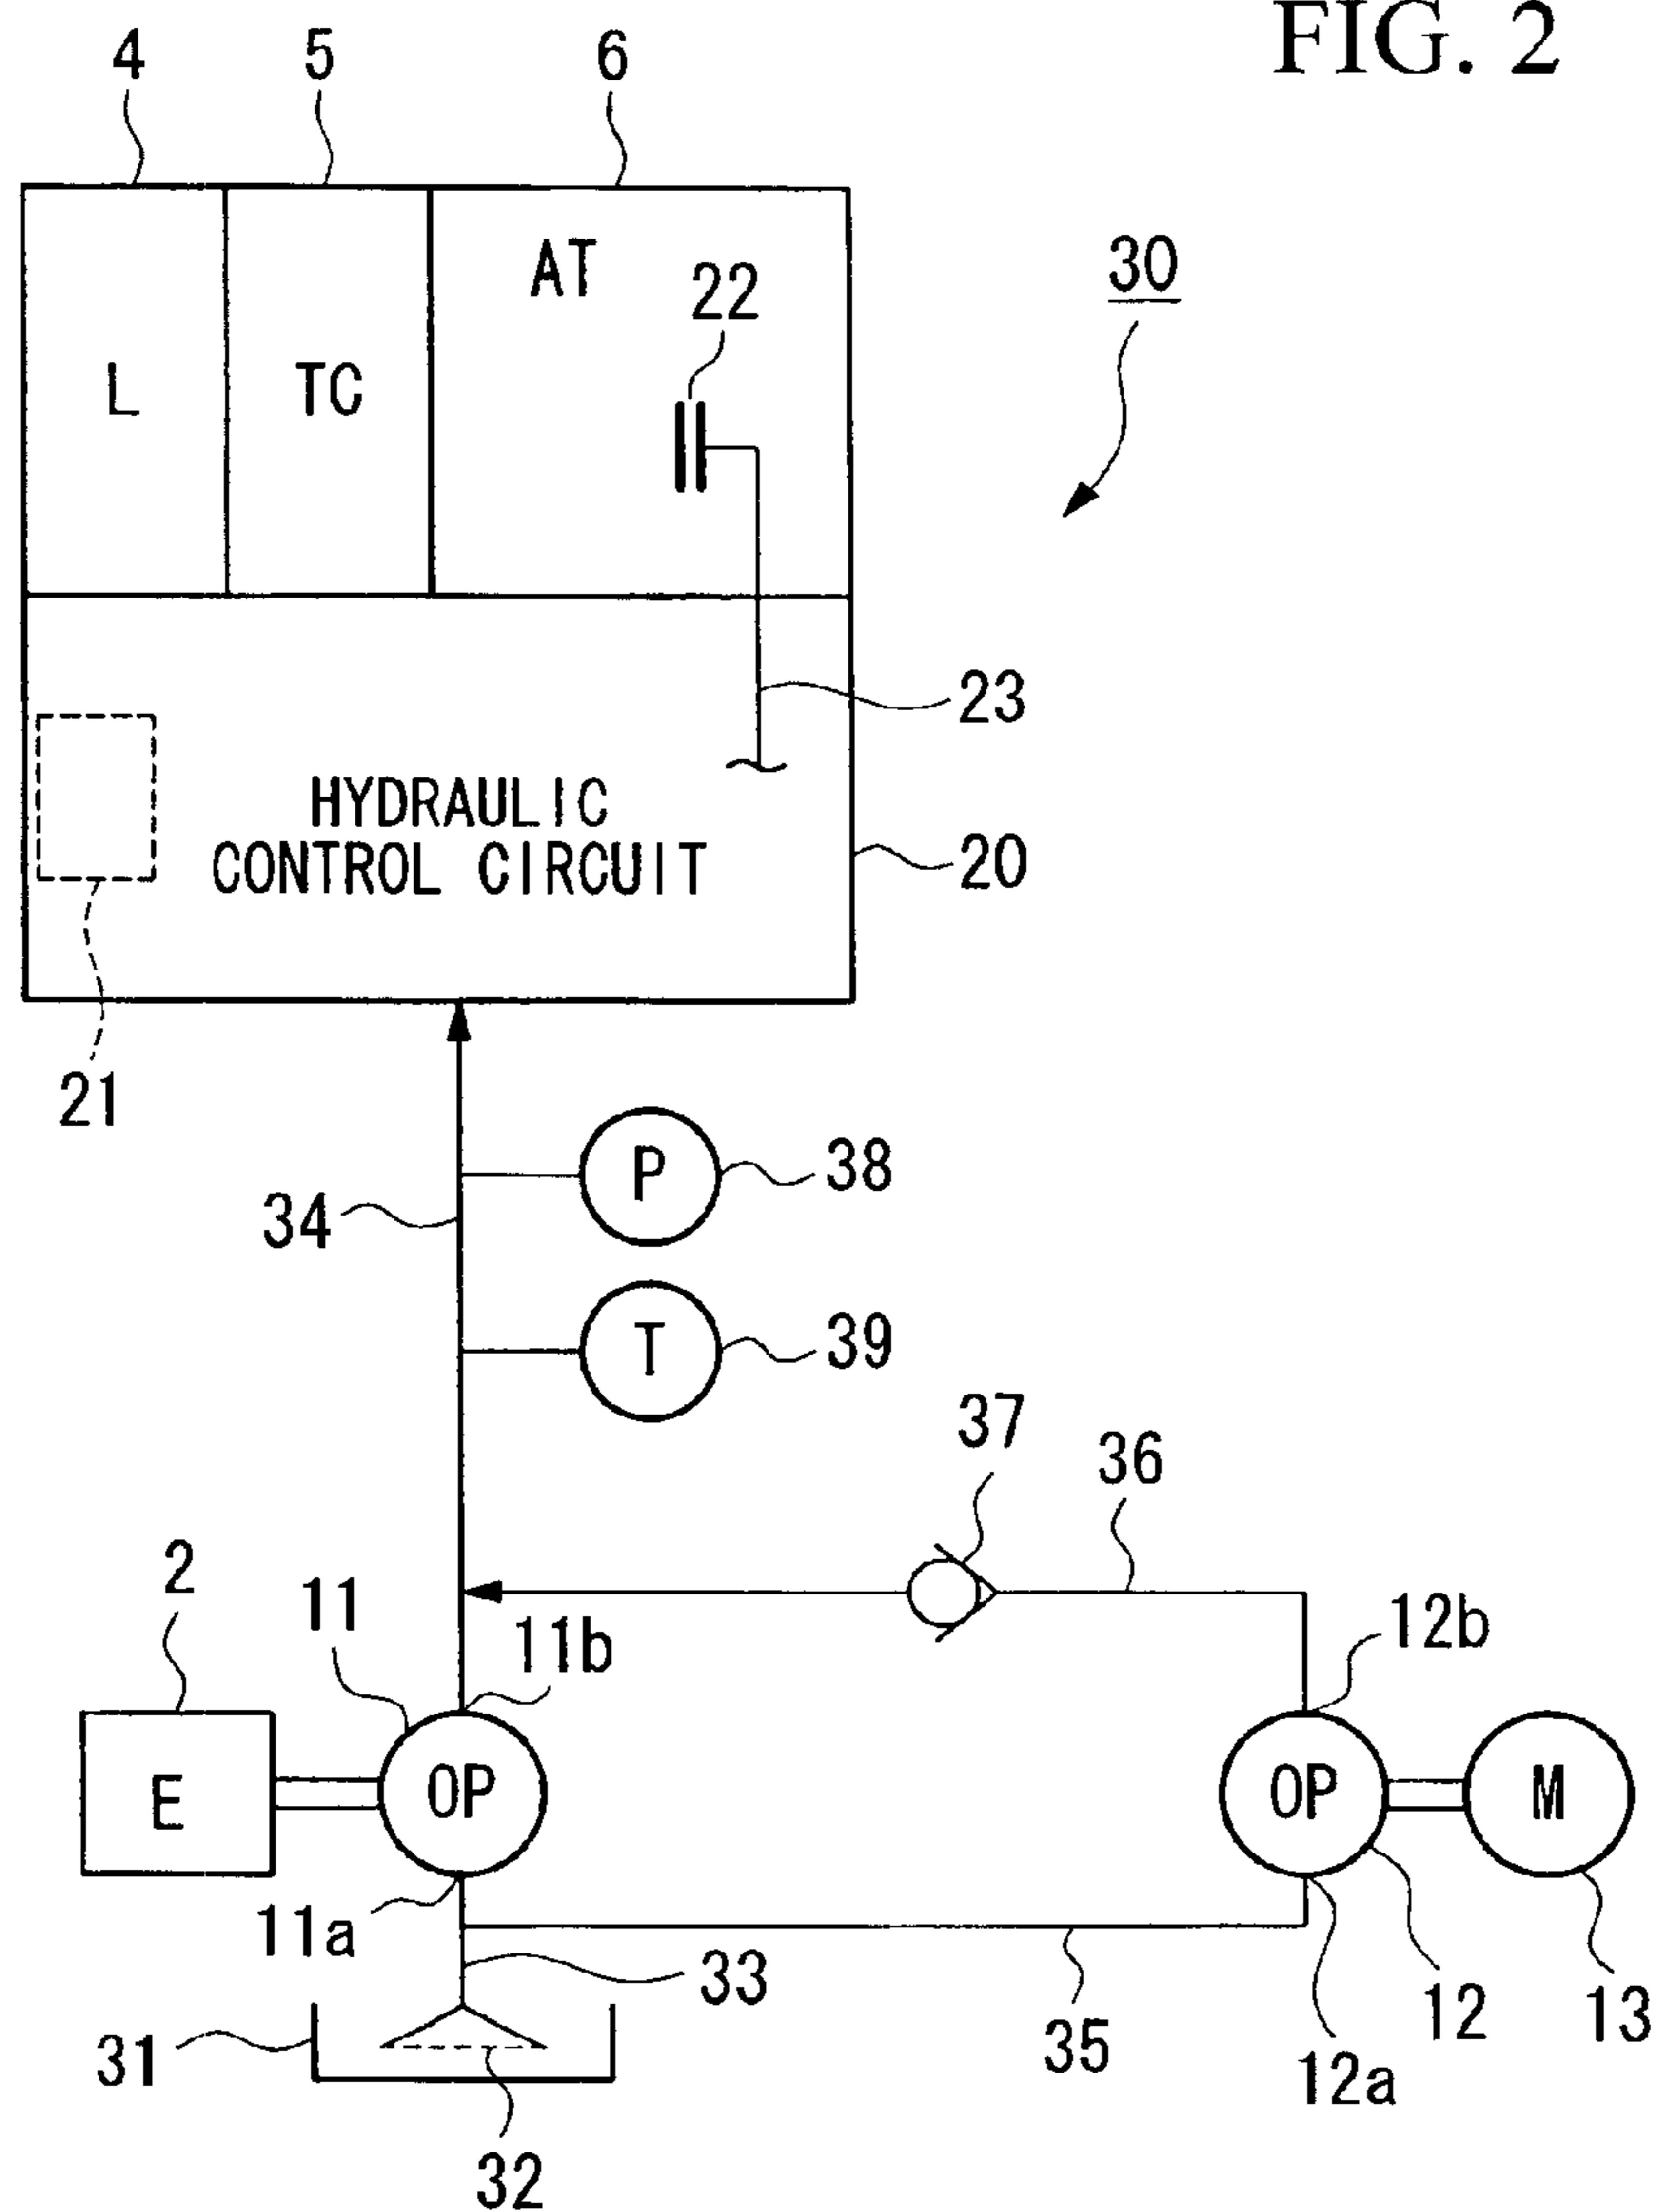 FIG. 2
4 5 6
AT
30
22
L TC
23
HYDRAULIC
CONTROL CIRCUIT
20
21
P 38
34
T 39
37
36
2 11 11b 12b
E OP OP M
11a
33
12 13
31 35
12a
32